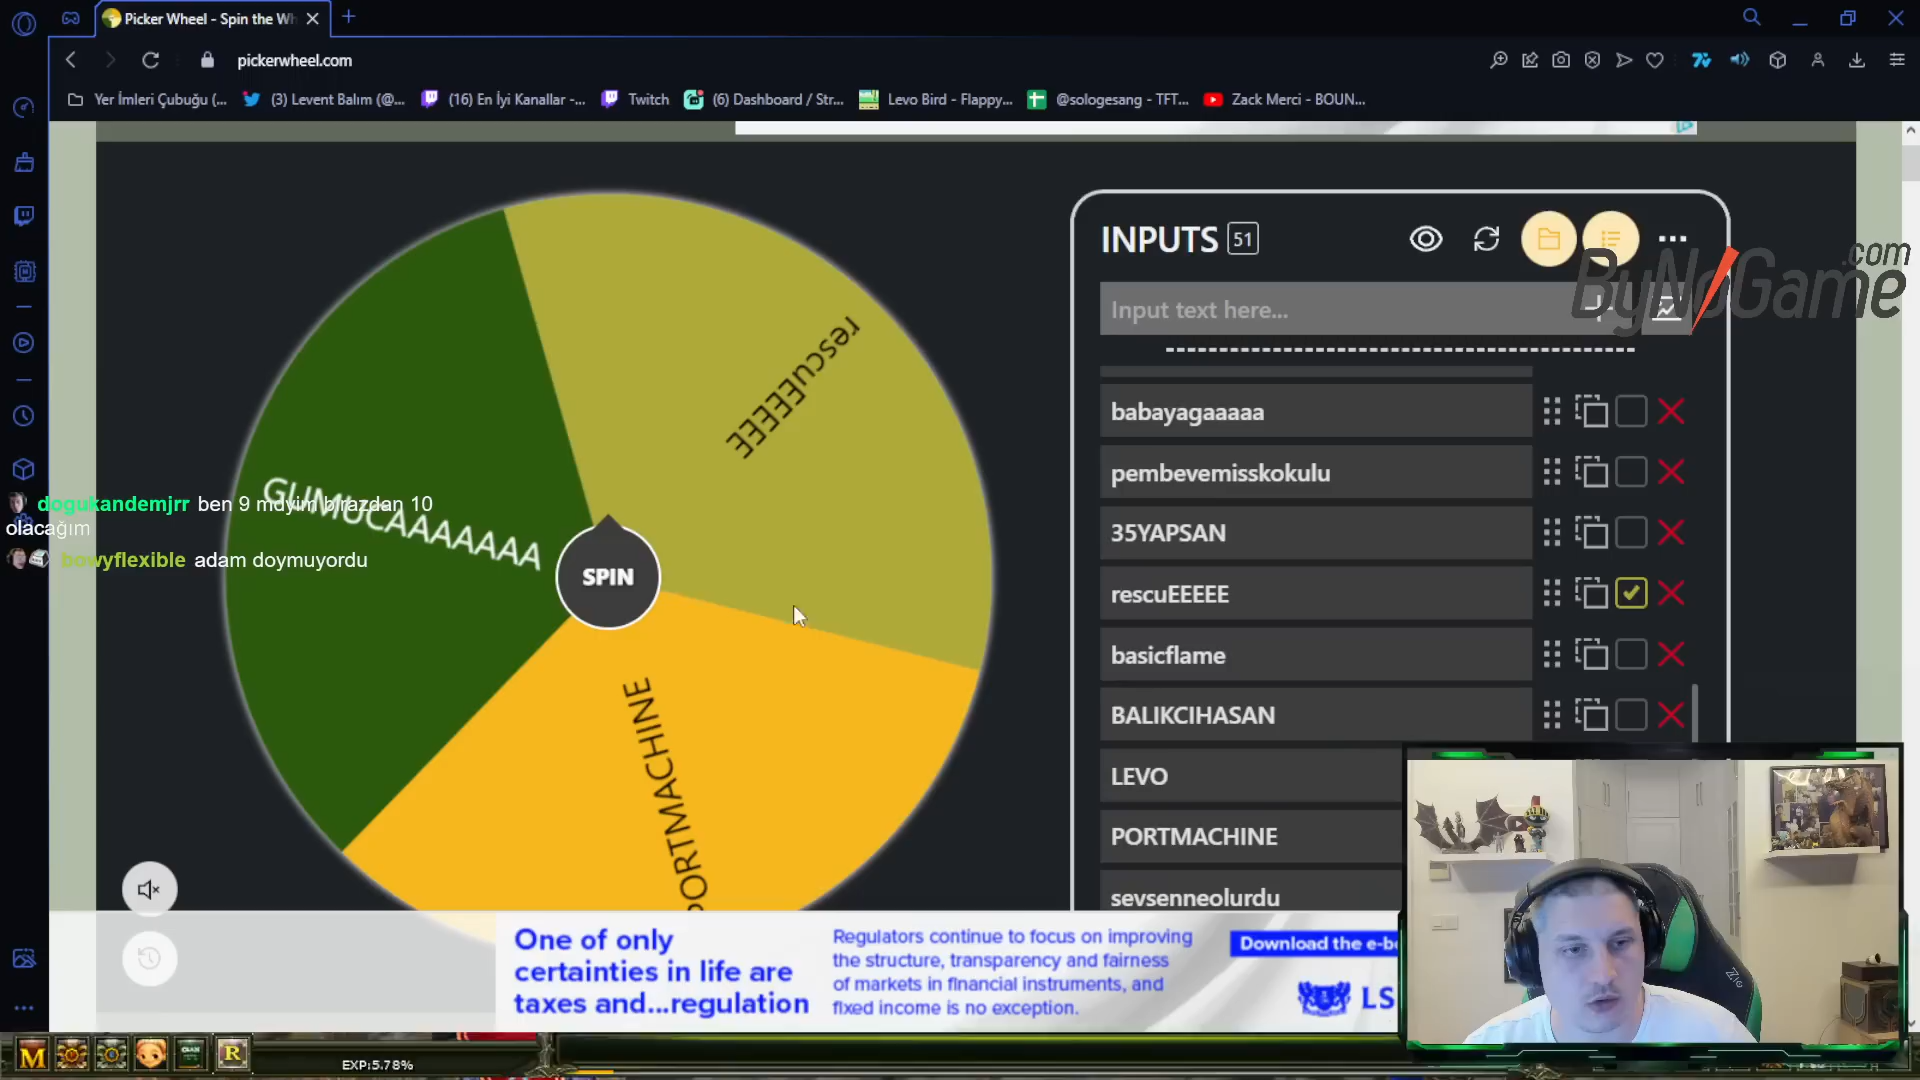 Picker Wheel - Spin the Wh
pickerwheel.com
Yer İmleri Çubuğu (...
(3) Levent Balım (@...
(16) En İyi Kanallar -...
Twitch
(6) Dashboard / Str...
Levo Bird - Flappy...
@sologesang - TFT...
Zack Merci - BOUN...
INPUTS 51
ByNoGame.com
Input text here...
babayagaaaaa
pembevemisskokulu
35YAPSAN
rescuEEEEE
basicflame
BALIKCIHASAN
LEVO
PORTMACHINE
sevsenneolurdu
rescuEEEEE
GUMUCAAAAAAA
SPIN
PORTMACHINE
dogukandemjrr ben 9 mdyim birazdan 10
olacağım
bowyflexible adam doymuyordu
One of only
certainties in life are
taxes and...regulation
Regulators continue to focus on improving
the structure, transparency and fairness
of markets in financial instruments, and
fixed income is no exception.
Download the e-b
LS
M
R
EXP:5.78%